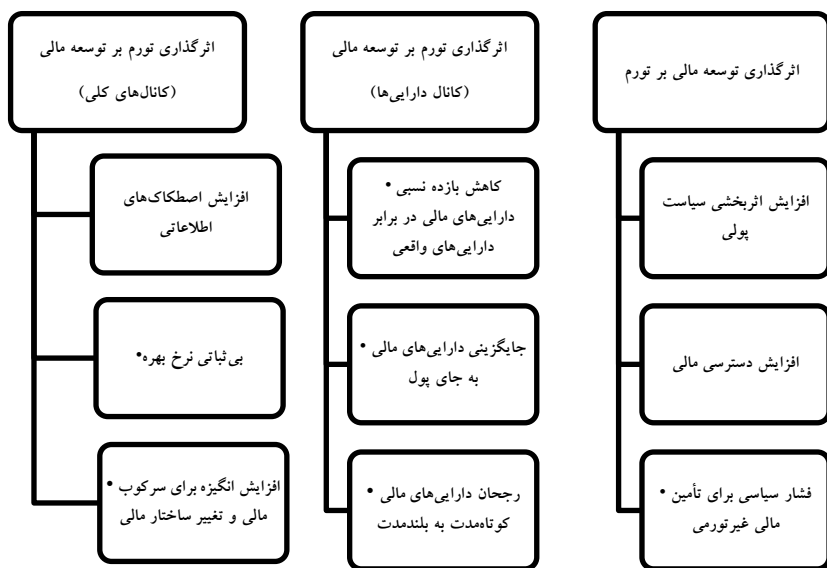 اثرگذاری توسعه مالی بر تورم
افزایش اثربخشی سیاست
پولی
افزایش دسترسی مالی
• فشار سیاسی برای تأمین
مالی غیرتورمی
اثرگذاری تورم بر توسعه مالی
(کانال دارایی‌ها)
• کاهش بازده نسبی
دارایی‌های مالی در برابر
دارایی‌های واقعی
• جایگزینی دارایی‌های مالی
به جای پول
• رجحان دارایی‌های مالی
کوتاه‌مدت به بلندمدت
اثرگذاری تورم بر توسعه مالی
(کانال‌های کلی)
افزایش اصطکاک‌های
اطلاعاتی
بی‌ثباتی نرخ بهره•
• افزایش انگیزه برای سرکوب
مالی و تغییر ساختار مالی